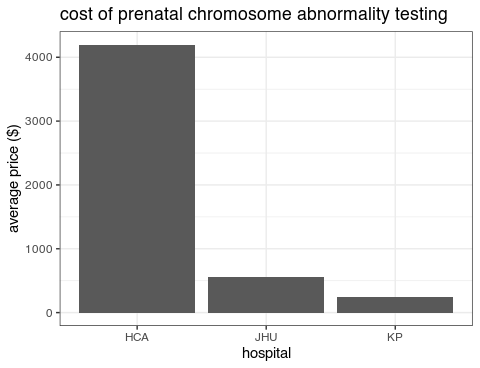 cost of prenatal chromosome abnormality testing
average price ($)
4000
3000
2000
1000
0
HCA
JHU
KP
hospital